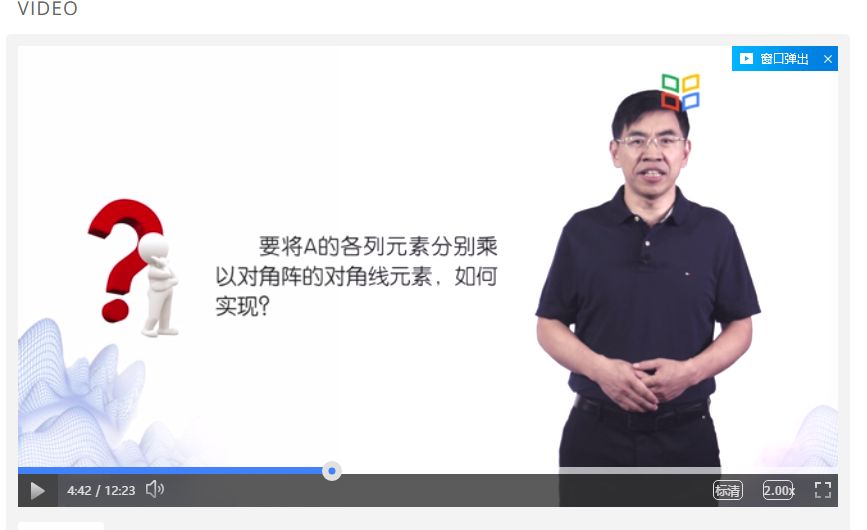 VIDEO
窗口弹出 ×
要将A的各列元素分别乘
以对角阵的对角线元素，如何
实现？
4:42 / 12:23
标清
2.00x